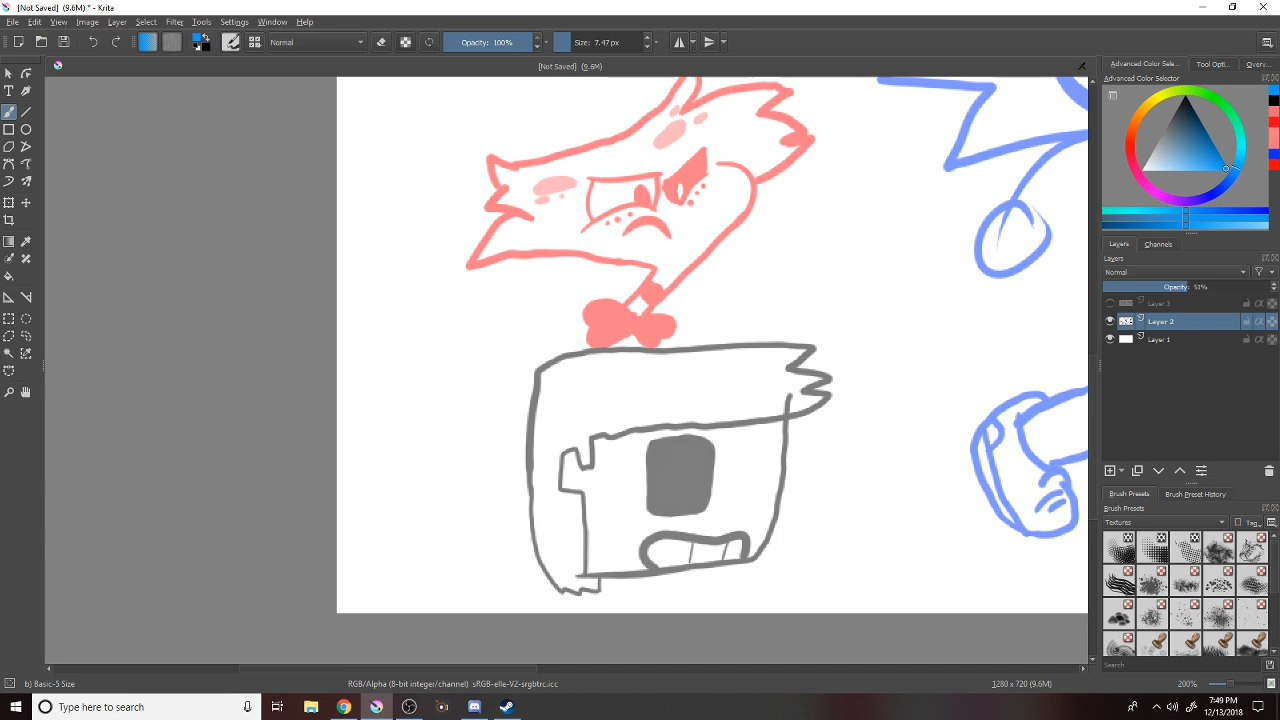 [Not Saved] (9.6M) * - Krita
File Edit View Image Layer Select Filter Tools Settings Window Help
Normal Opacity: 100% Size: 7.47 px
[Not Saved] (9.6M)
Advanced Color Sele... Tool Opti... Overv...
Advanced Color Selector
Layers Channels
Layers
Normal
Opacity: 51%
Layer 3
Layer 2
Layer 1
Brush Presets Brush Preset History
Brush Presets
Textures Tag
Search
b) Basic-5 Size RGB/Alpha (8-bit integer/channel) sRGB-elle-V2-srgbtrc.icc 1280 x 720 (9.6M) 200%
Type here to search
7:49 PM
12/13/2018